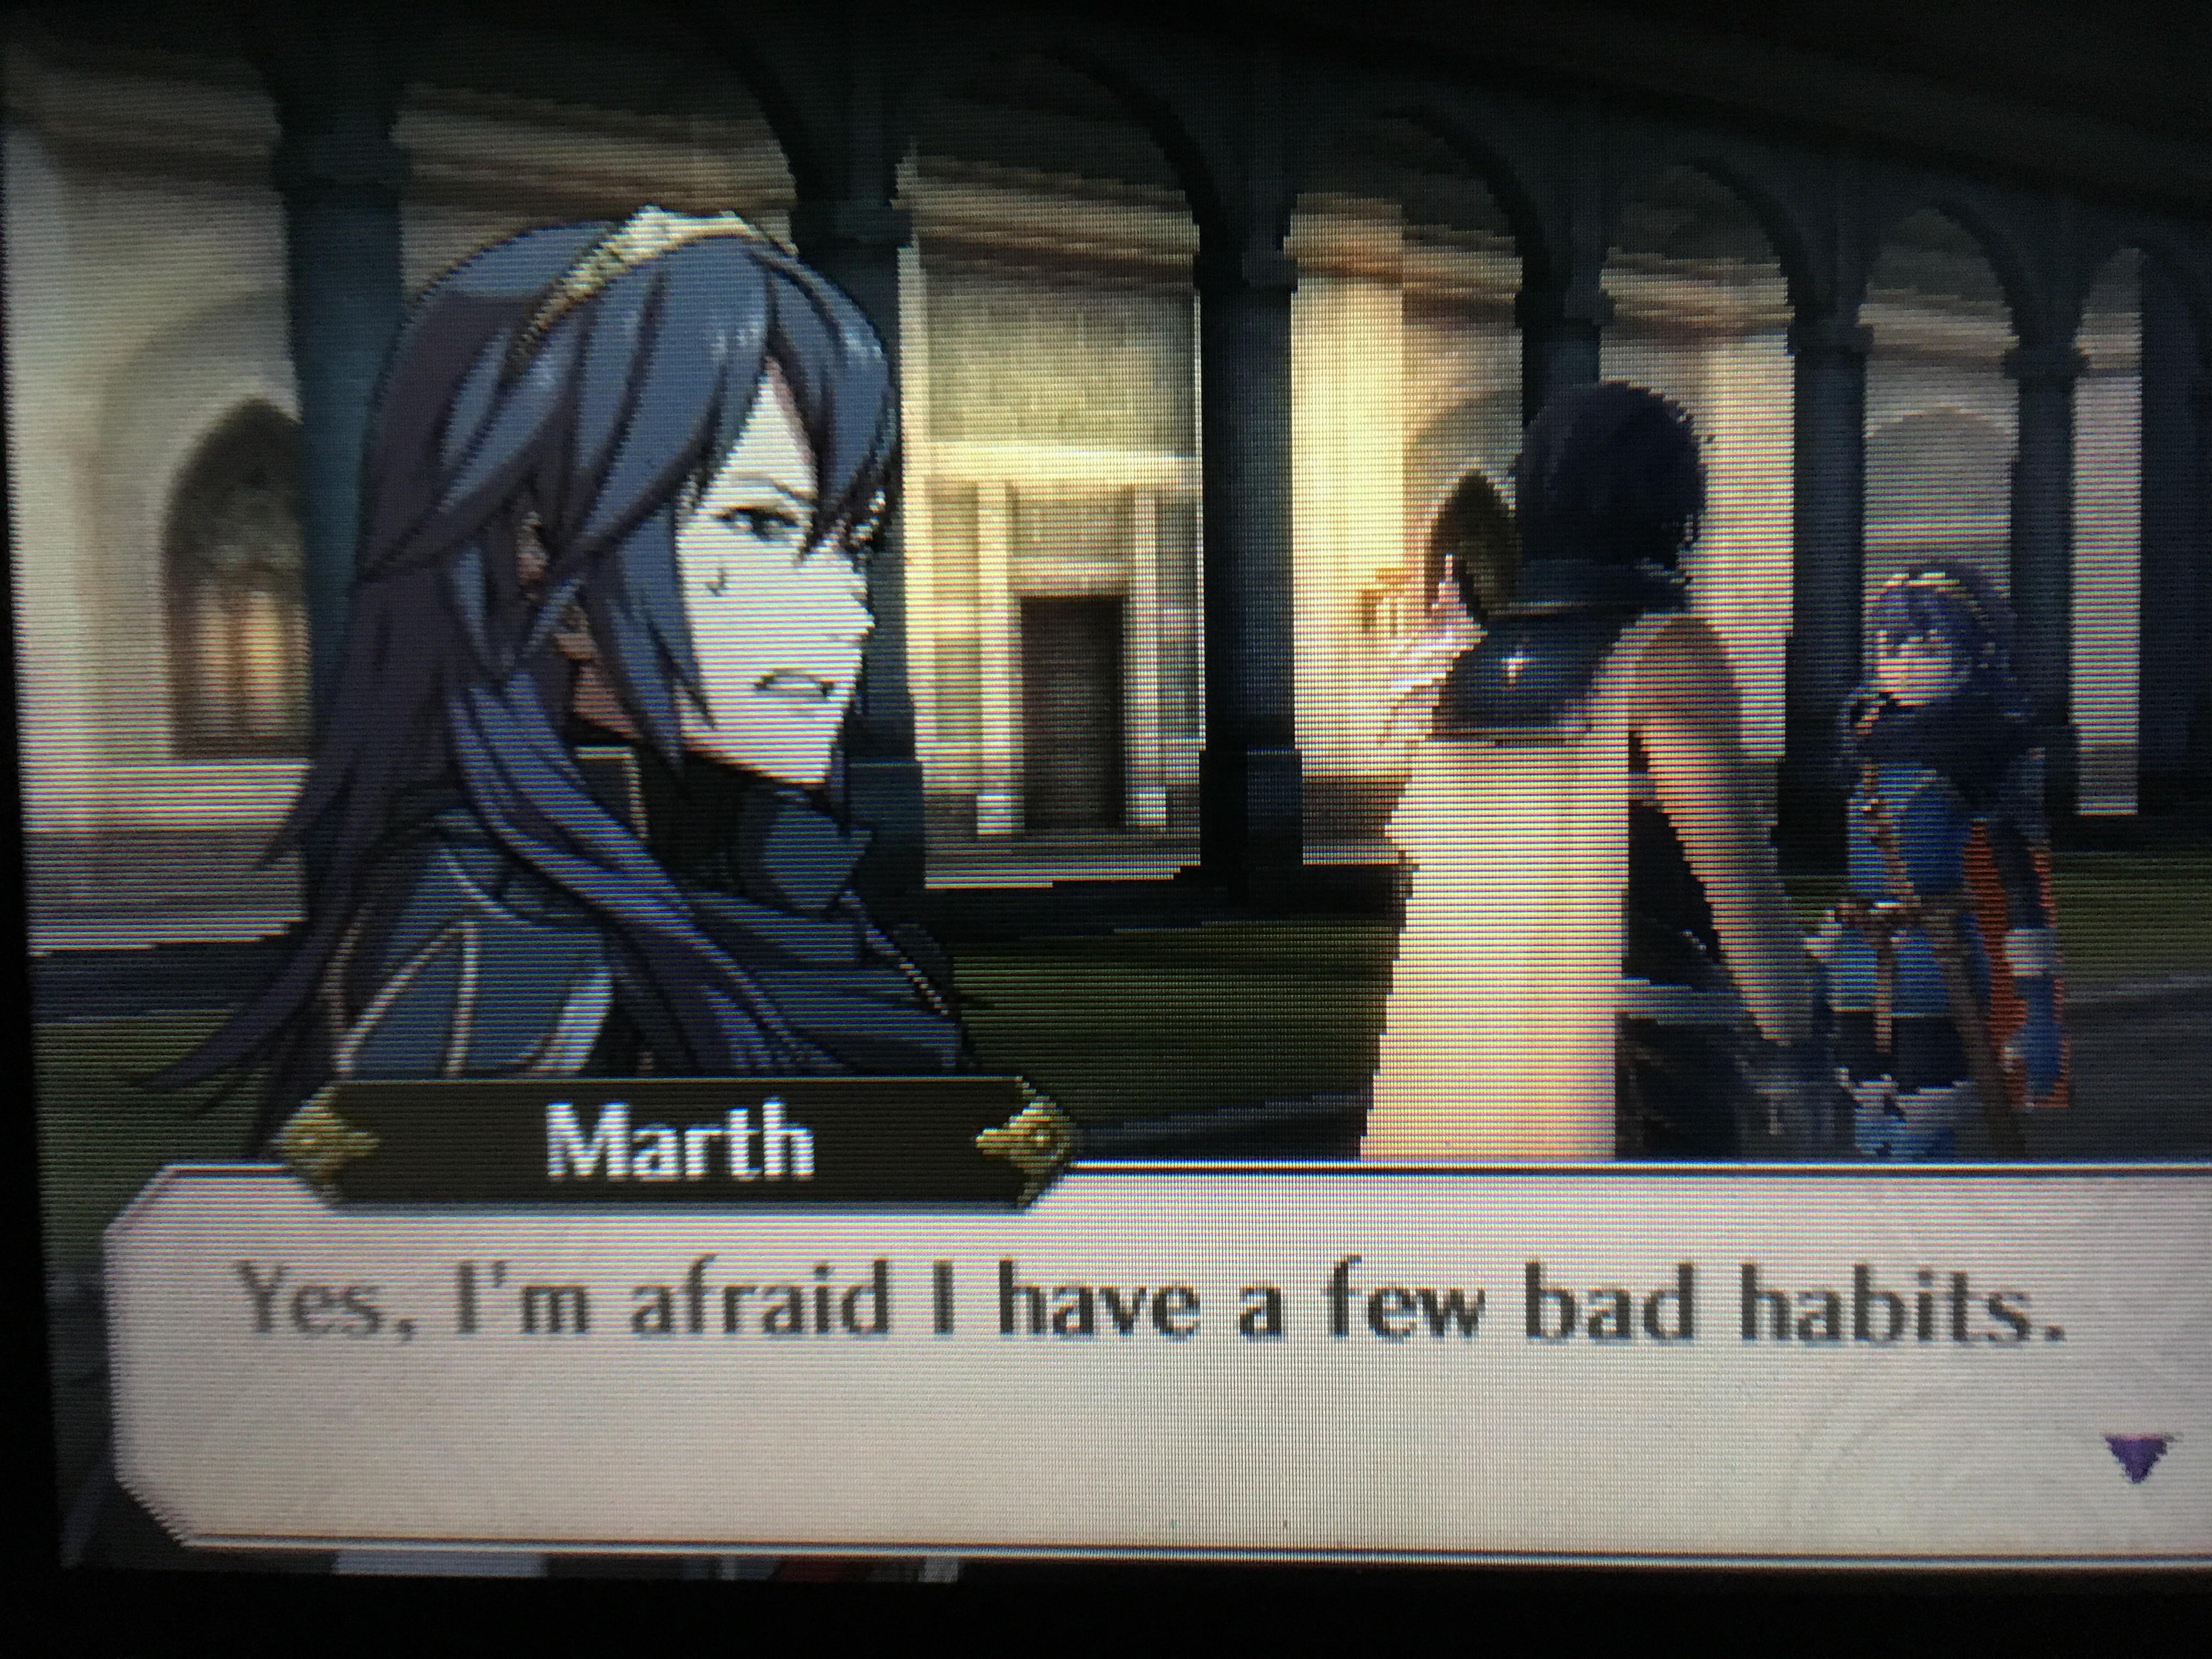 Marth
Yes, I'm afraid I have a few bad habits.